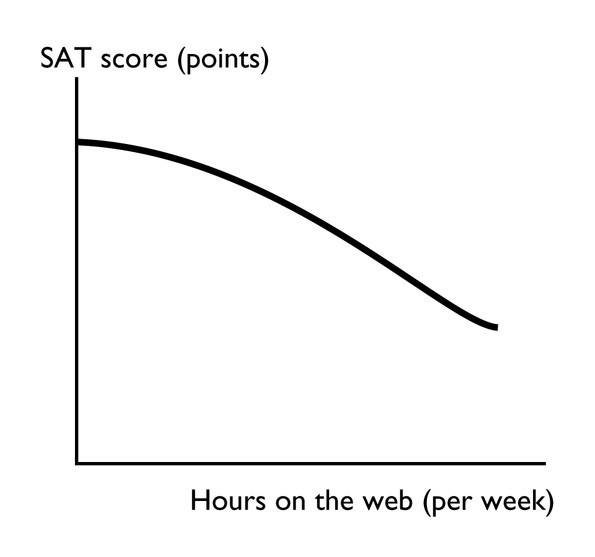 SAT score (points)
Hours on the web (per week)